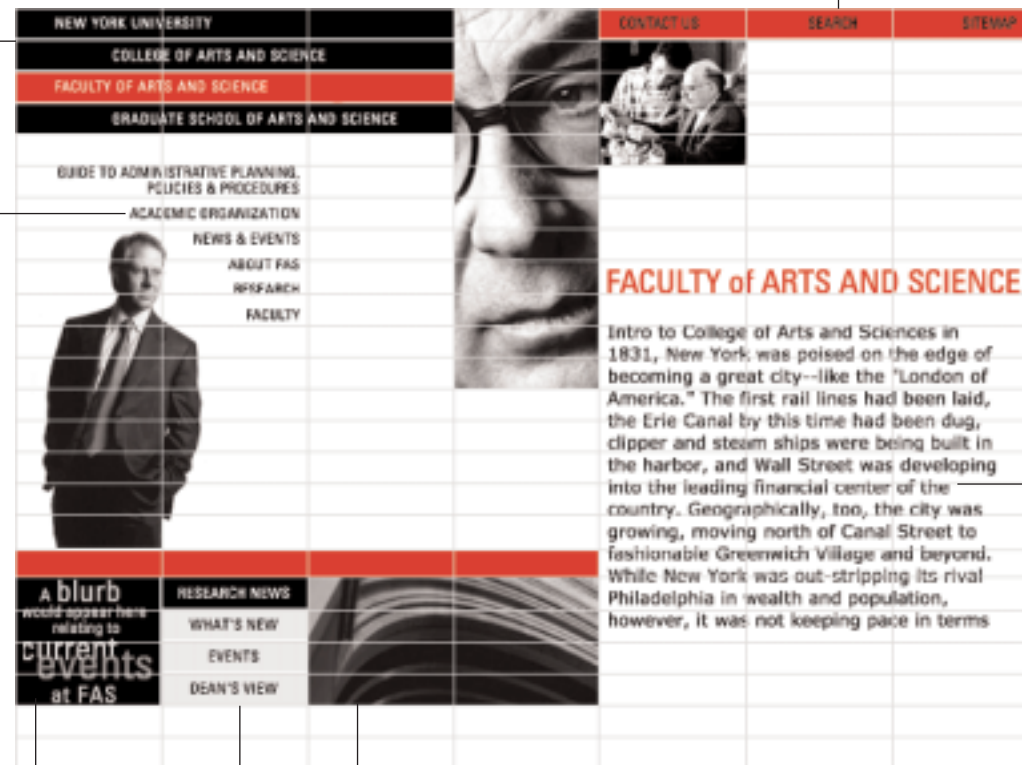 NEW YORK UNIVERSITY
COLLEGE OF ARTS AND SCIENCE
FACULTY OF ARTS AND SCIENCE
GRADUATE SCHOOL OF ARTS AND SCIENCE
CONTACT US
SEARCH
SITEMAP
GUIDE TO ADMINISTRATIVE PLANNING,
POLICIES & PROCEDURES
ACADEMIC ORGANIZATION
NEWS & EVENTS
ABOUT FAS
RESEARCH
FACULTY
FACULTY of ARTS AND SCIENCE
Intro to College of Arts and Sciences in
1831, New York was poised on the edge of
becoming a great city--like the "London of
America." The first rail lines had been laid,
the Erie Canal by this time had been dug,
clipper and steam ships were being built in
the harbor, and Wall Street was developing
into the leading financial center of the
country. Geographically, too, the city was
growing, moving north of Canal Street to
fashionable Greenwich Village and beyond.
While New York was out-stripping its rival
Philadelphia in wealth and population,
however, it was not keeping pace in terms
A blurb
would appear here
relating to
current
events
at FAS
RESEARCH NEWS
WHAT'S NEW
EVENTS
DEAN'S VIEW